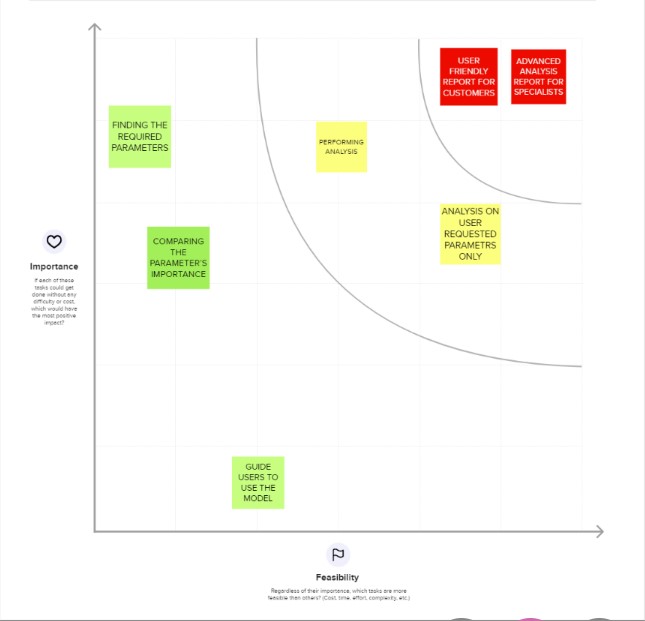 USER
FRIENDLY
REPORT FOR
CUSTOMERS
ADVANCED
ANALYSIS
REPORT FOR
SPECIALISTS
FINDING THE
REQUIRED
PARAMETERS
PERFORMING
ANALYSIS
ANALYSIS ON
USER
REQUESTED
PARAMETRS
ONLY
COMPARING
THE
PARAMETER'S
IMPORTANCE
Importance
If each of these
tasks could get
done without any
difficulty or cost,
which would have
the most positive
impact?
GUIDE
USERS TO
USE THE
MODEL
Feasibility
Regardless of their importance, which tasks are more
feasible than others? (Cost, time, effort, complexity, etc.)